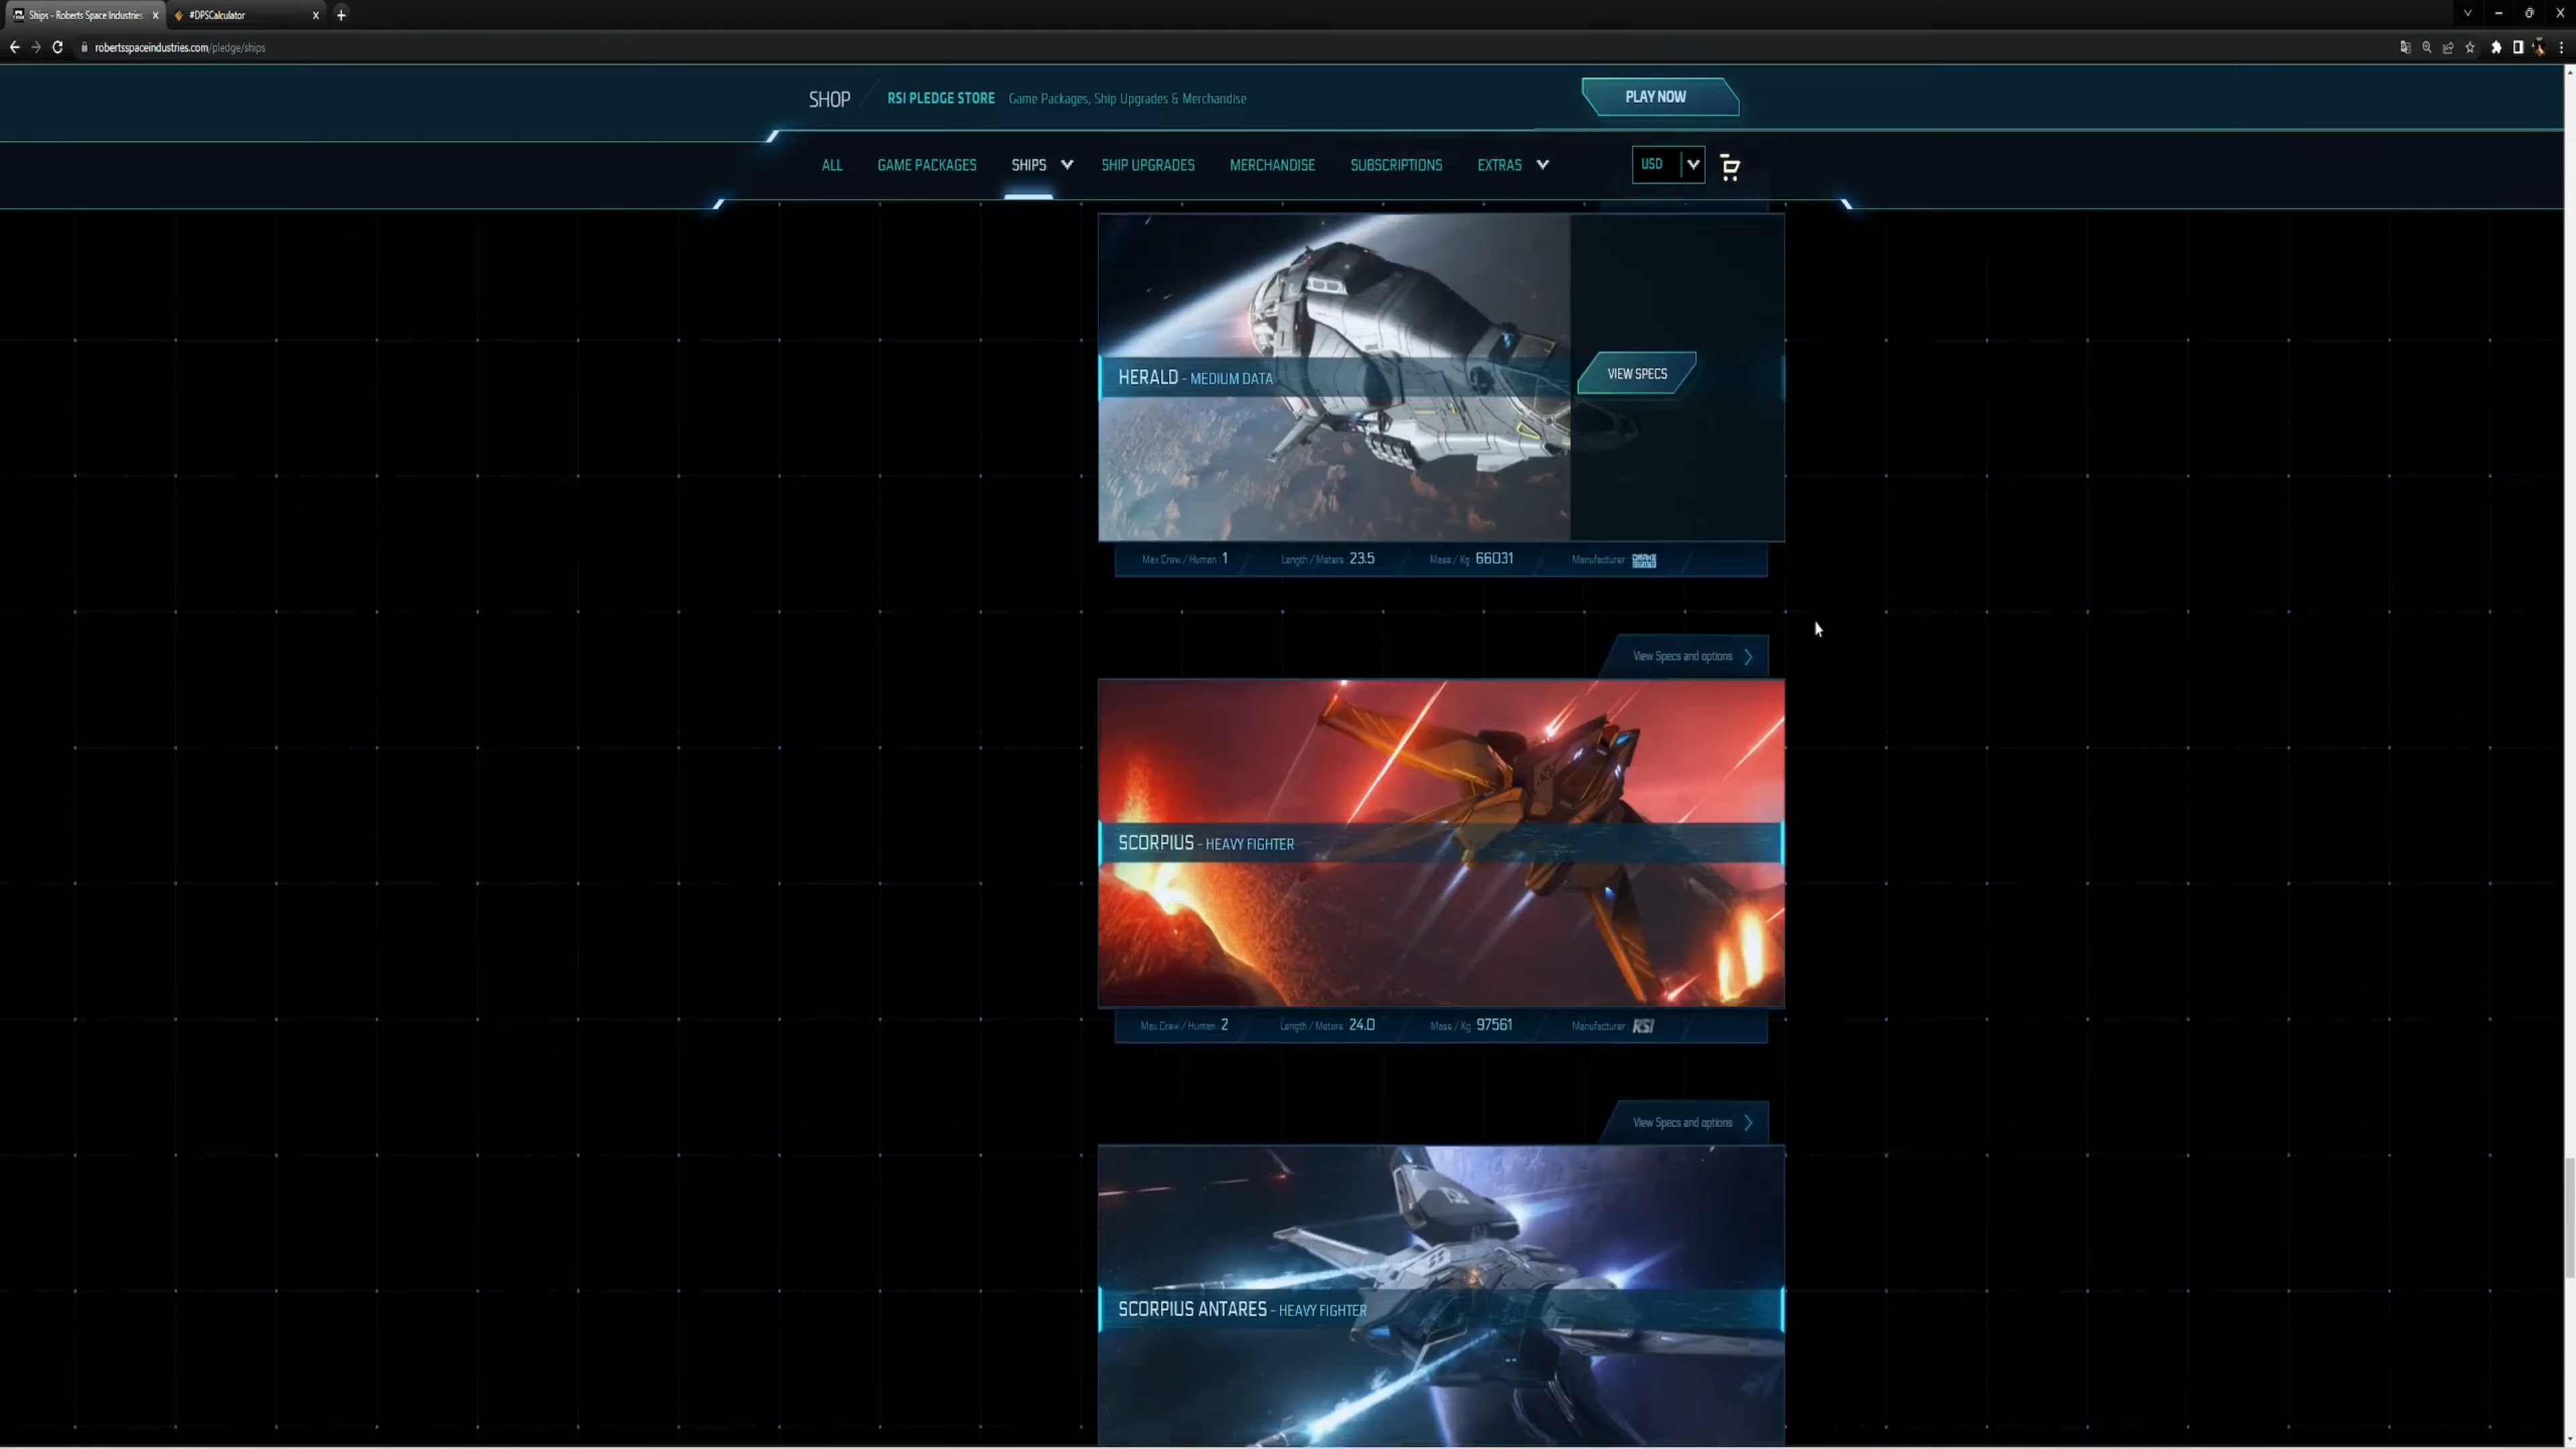 Ships - Roberts Space Industries
#DPSCalculator
robertsspaceindustries.com/pledge/ships
SHOP
RSI PLEDGE STORE
Game Packages, Ship Upgrades & Merchandise
PLAY NOW
ALL
GAME PACKAGES
SHIPS
SHIP UPGRADES
MERCHANDISE
SUBSCRIPTIONS
EXTRAS
USD
HERALD - MEDIUM DATA
VIEW SPECS
Max Crew / Human : 1
Length / Meters 23.5
Mass / Kg 66031
Manufacturer : DRAKE
View Specs and options
SCORPIUS - HEAVY FIGHTER
Max Crew / Human : 2
Length / Meters 24.0
Mass / Kg 97561
Manufacturer : RSI
View Specs and options
SCORPIUS ANTARES - HEAVY FIGHTER